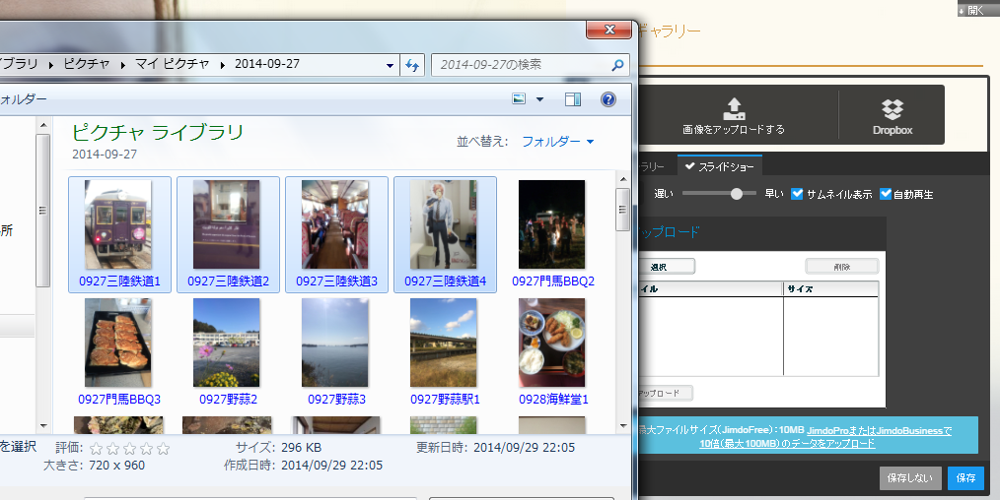 開く
ギャラリー
ブラリ ▸ ピクチャ ▸ マイ ピクチャ ▸ 2014-09-27
2014-09-27の検索
ォルダー
ピクチャ ライブラリ
2014-09-27
並べ替え: フォルダー
0927三陸鉄道1
0927三陸鉄道2
0927三陸鉄道3
0927三陸鉄道4
0927門馬BBQ2
所
0927門馬BBQ3
0927野蒜2
0927野蒜3
0927野蒜駅1
0928海鮮堂1
を選択
評価:
サイズ: 296 KB
更新日時: 2014/09/29 22:05
大きさ: 720 x 960
作成日時: 2014/09/29 22:05
画像をアップロードする
Dropbox
ラリー
スライドショー
遅い
早い
サムネイル表示
自動再生
アップロード
選択
削除
イル
サイズ
アップロード
最大ファイルサイズ(JimdoFree):10MB JimdoProまたはJimdoBusinessで
10倍(最大100MB)のデータをアップロード
保存しない
保存